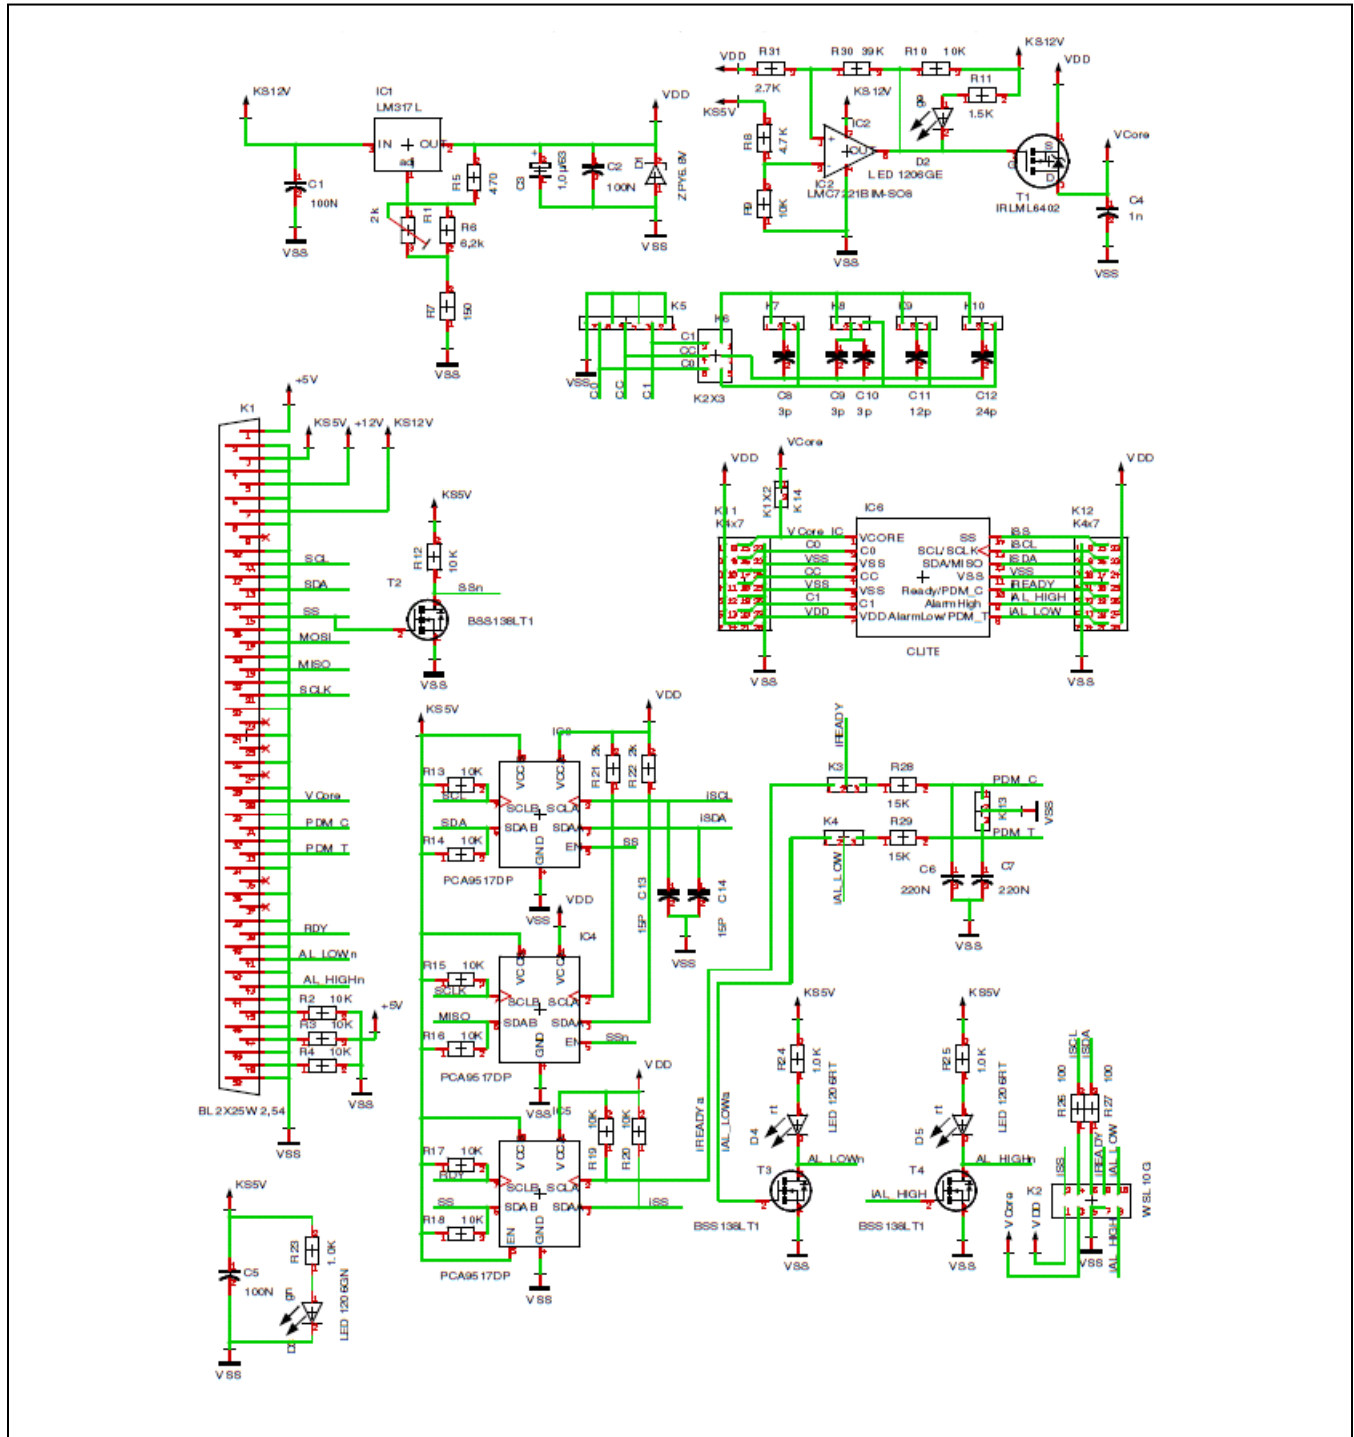 KS12V
IC1
LM317L
IN
OUT
adj
VDD
C1
100N
VSS
2k
R1
R5
470
R6
6,2k
R7
150
VSS
C3
1,0µ/63
C2
100N
D1
ZPY6.8V
VSS
VDD
R31
2.7K
R30 39K
R10 10K
KS12V
VDD
KS5V
R8
4.7K
R9
10K
KS12V
IC2
OUT
IC2
LMC7221BIM-SO8
R11
1.5K
D2
LED 1206GE
T1
IRLML6402
G
S
D
VCore
C4
1n
VSS
VSS
K5
K6
K7
K8
K9
K10
C1
CC
C0
VSS
C0
CC
C1
K2X3
C8
3p
C9
3p
C10
3p
C11
12p
C12
24p
+5V
K1
KS5V
+12V
KS12V
SCL
SDA
SS
MOSI
MISO
SCLK
VCore
PDM_C
PDM_T
RDY
AL_LOWn
AL_HIGHn
R2 10K
R3 10K
R4 10K
+5V
VSS
BL2X25W2,54
VSS
KS5V
R12
10K
T2
SSn
BSS138LT1
VSS
VCore
VDD
K1X2
K14
K11
K4x7
VCore_IC
C0
VSS
CC
VSS
C1
VDD
IC6
VCORE
C0
VSS
CC
VSS
C1
VDD
SS
SCL/SCLK
SDA/MISO
VSS
Ready/PDM_C
AlarmHigh
AlarmLow/PDM_T
CLITE
iSS
iSCL
iSDA
VSS
iREADY
iAL_HIGH
iAL_LOW
K12
K4x7
VDD
VSS
VSS
KS5V
VDD
R13 10K
SCL
SDA
R14 10K
VCC
VCC
SCLB
SCLA
SDAB
SDAA
GND
EN
PCA9517DP
VSS
R21 2k
R22 2k
iSCL
iSDA
SS
C13
15P
C14
15P
VSS
VDD
IC4
R15 10K
SCLK
MISO
R16 10K
VCC
VCC
SCLB
SCLA
SDAB
SDAA
GND
EN
SSn
PCA9517DP
VSS
VDD
IC5
R17 10K
RDY
SS
R18 10K
VCC
VCC
SCLB
SCLA
SDAB
SDAA
EN
GND
R19
10K
R20
10K
iSS
PCA9517DP
VSS
iREADYa
iAL_LOWa
iREADY
K3
R28
15K
PDM_C
K4
R29
15K
PDM_T
K13
VSS
iAL_LOW
C6
220N
C7
220N
VSS
KS5V
R24
1.0K
D4
rt
LED 1206RT
T3
AL_LOWn
BSS138LT1
VSS
KS5V
R25
1.0K
D5
rt
LED 1206RT
T4
AL_HIGHn
iAL_HIGH
BSS138LT1
VSS
iSCL
iSDA
R26
100
R27
100
iSS
iREADY
iAL_LOW
K2
WSL10G
VCore
VDD
VSS
iAL_HIGH
KS5V
C5
100N
R23
1.0K
gn
LED 1206GN
VSS